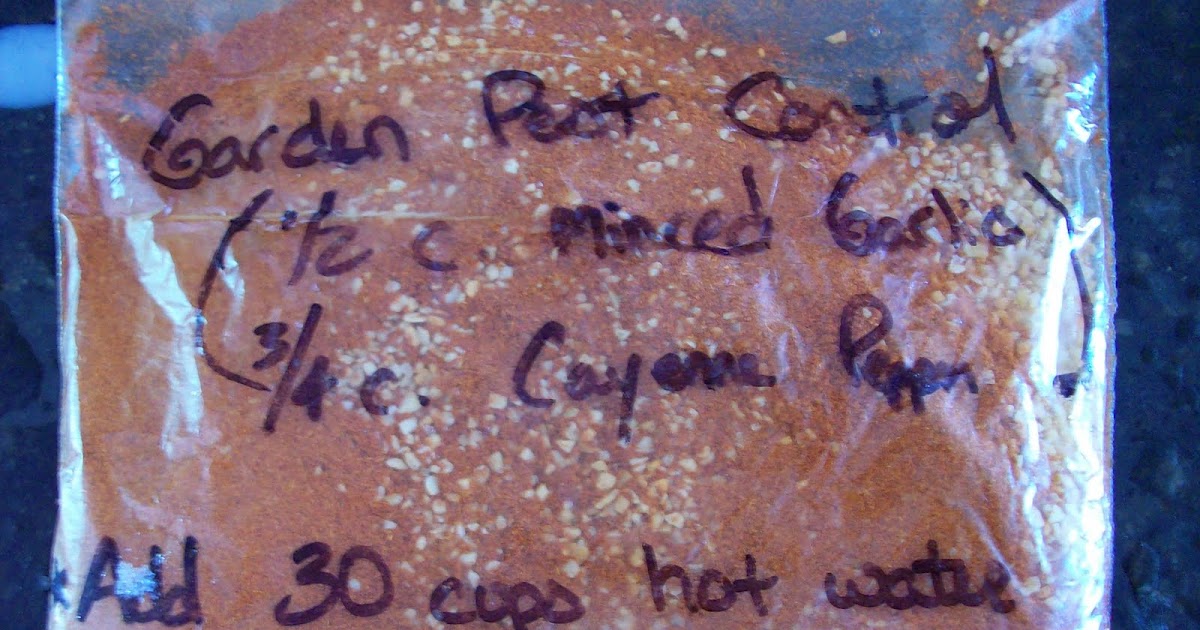 Garden Pest Control
(1/2 c. Minced Garlic)
3/4 c. Cayenne Pepper
*Add 30 cups hot water